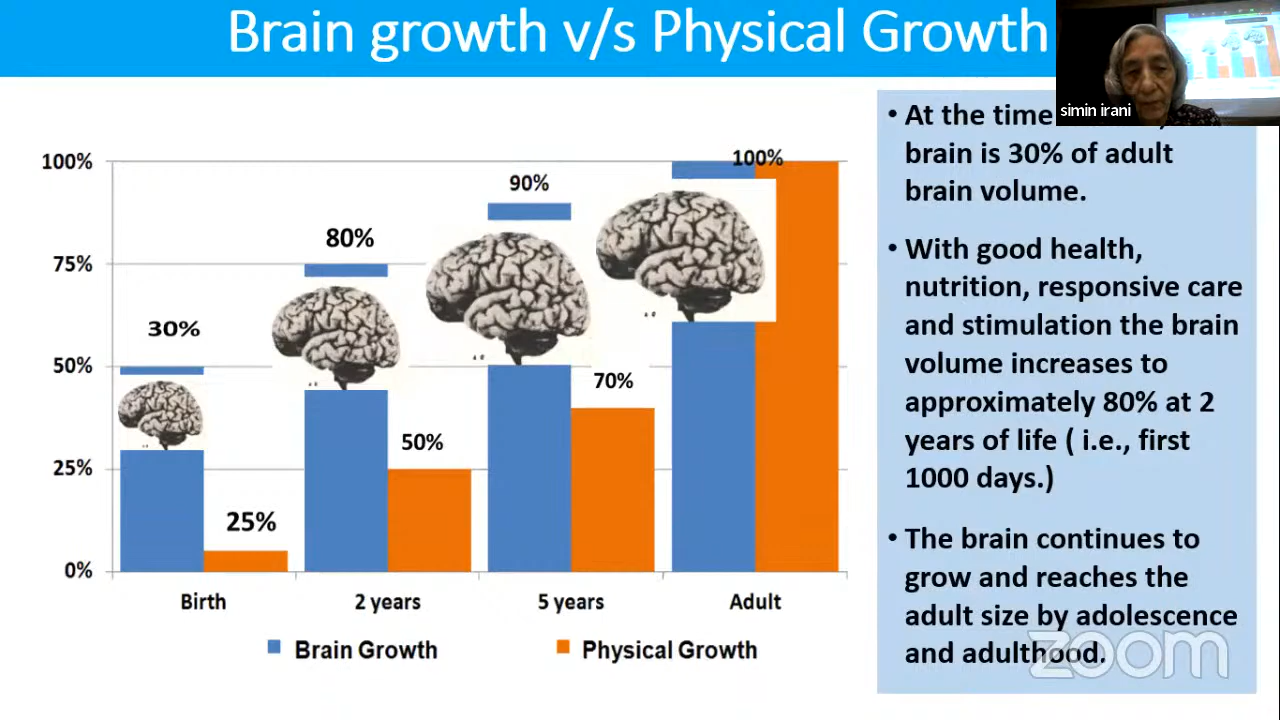 Brain growth v/s Physical Growth
simin irani
100%
75%
50%
25%
0%
30%
25%
80%
50%
90%
70%
100%
Birth
2 years
5 years
Adult
Brain Growth
Physical Growth
• At the time
brain is 30% of adult
brain volume.
• With good health,
nutrition, responsive care
and stimulation the brain
volume increases to
approximately 80% at 2
years of life ( i.e., first
1000 days.)
• The brain continues to
grow and reaches the
adult size by adolescence
and adulthood.
zoom